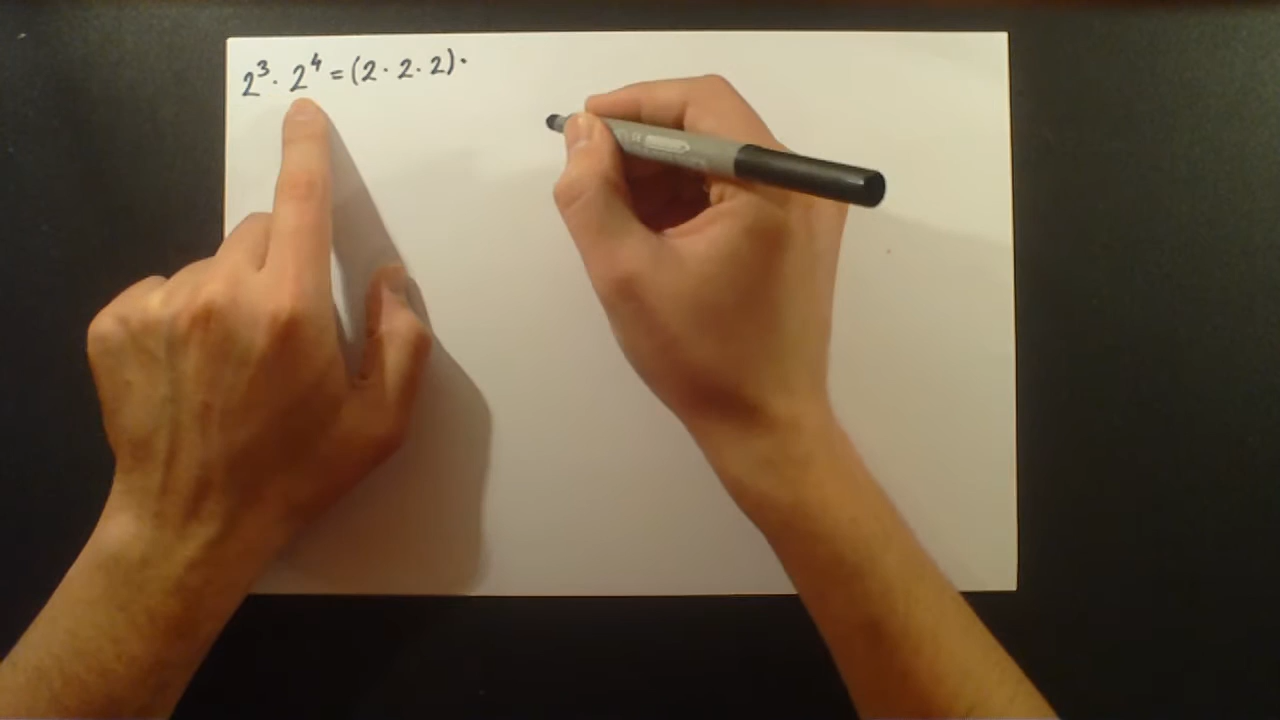 2³ · 2⁴ = (2 · 2 · 2) ·